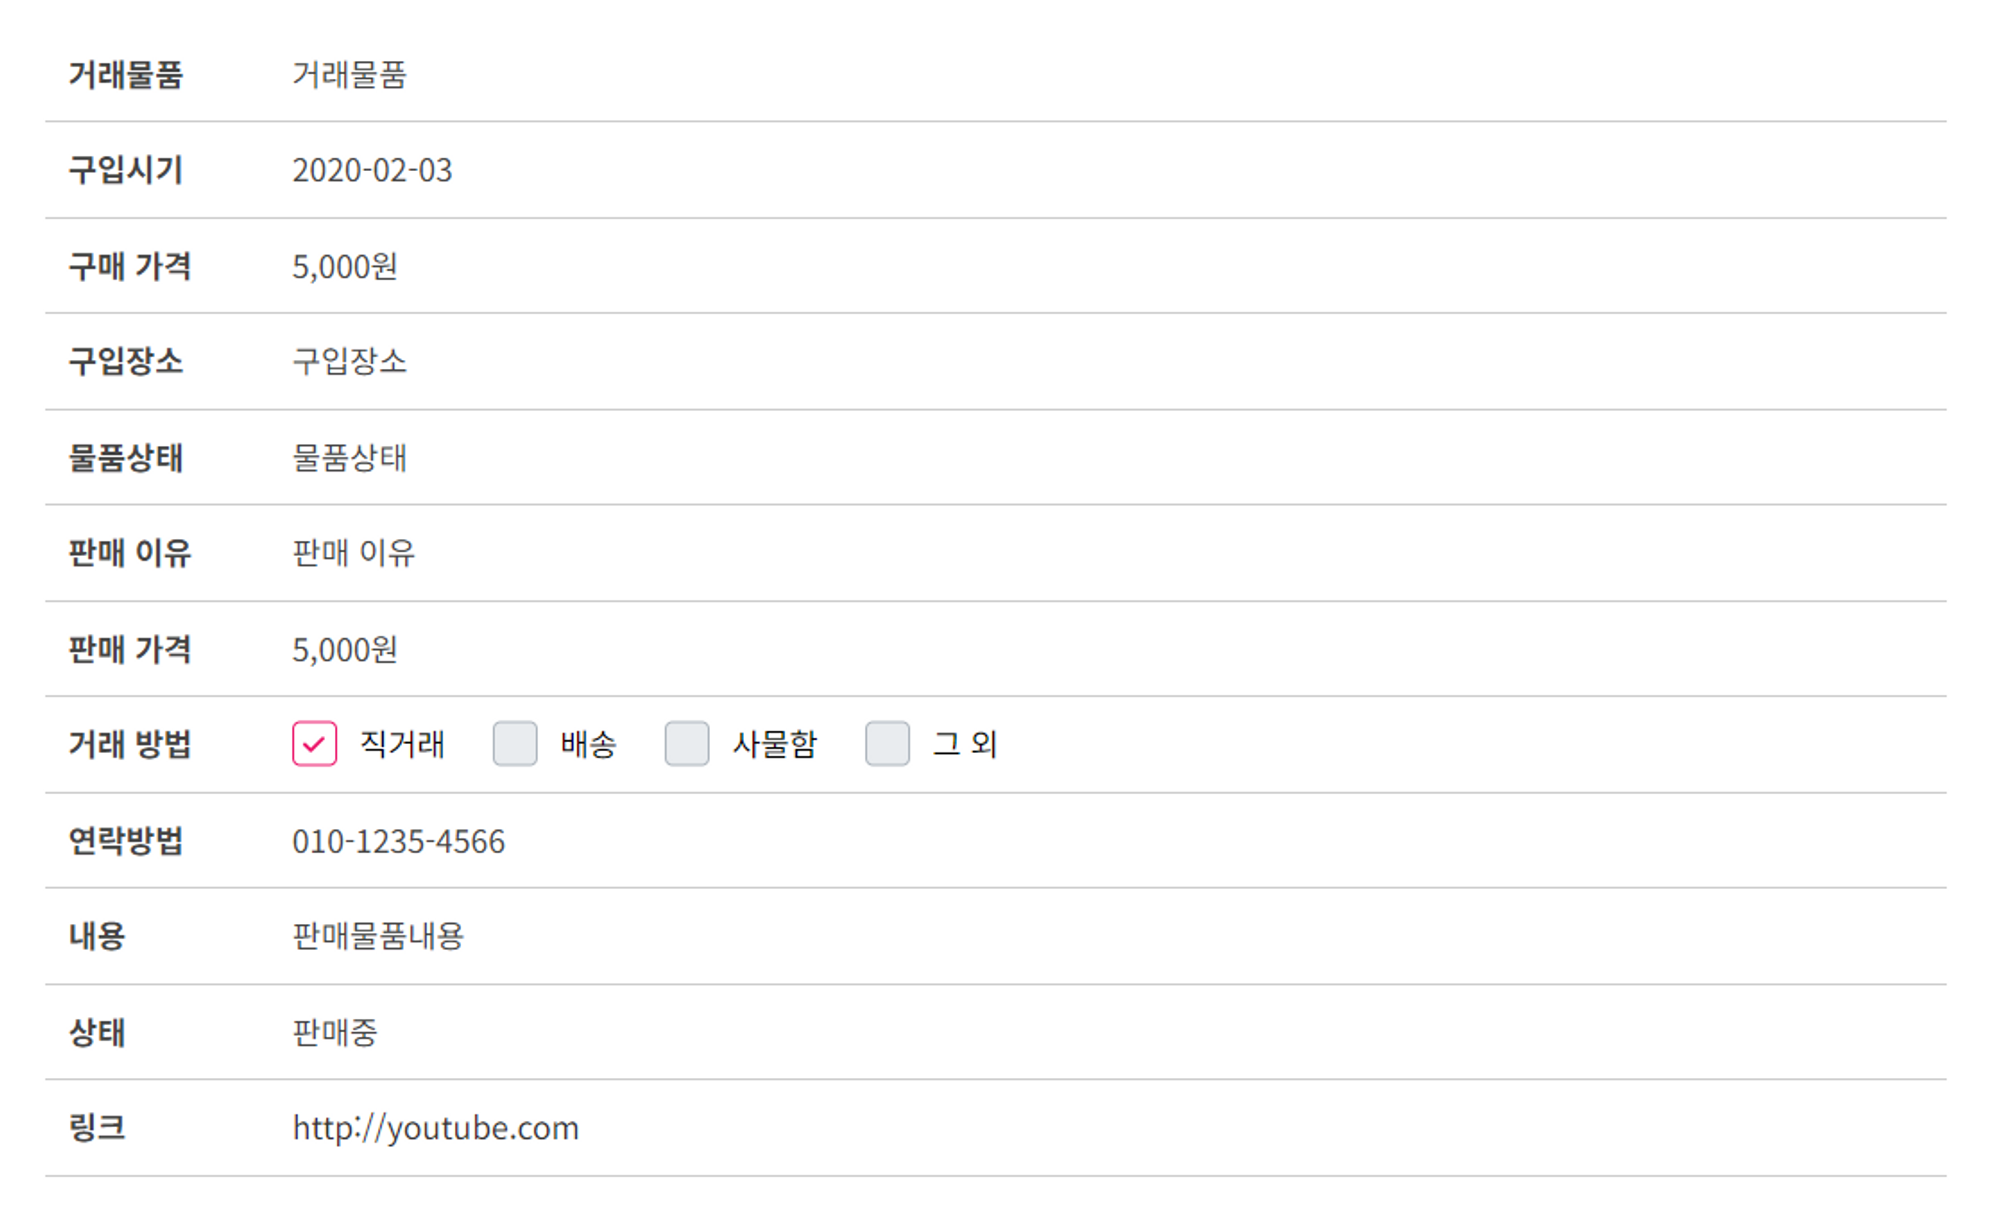 거래물품 거래물품
구입시기 2020-02-03
구매 가격 5,000원
구입장소 구입장소
물품상태 물품상태
판매 이유 판매 이유
판매 가격 5,000원
거래 방법 직거래 배송 사물함 그 외
연락방법 010-1235-4566
내용 판매물품내용
상태 판매중
링크 http://youtube.com